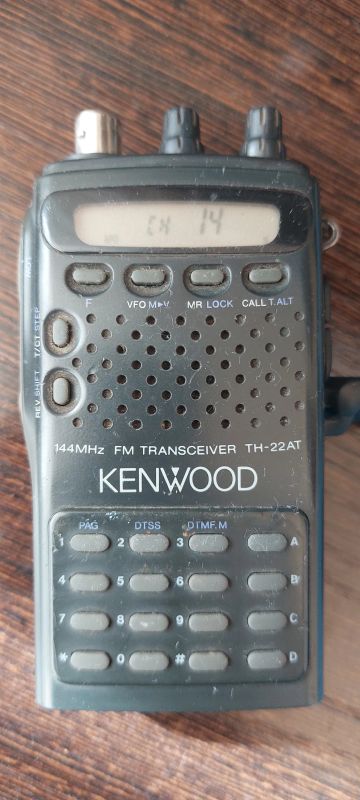 CH 14
F VFO M►V MR LOCK CALL T.ALT
MONI
T/CT STEP
REV SHIFT
144MHz FM TRANSCEIVER TH-22AT
KENWOOD
PAG DTSS DTMF.M
1 2 3 A
4 5 6 B
7 8 9 C
* 0 # D